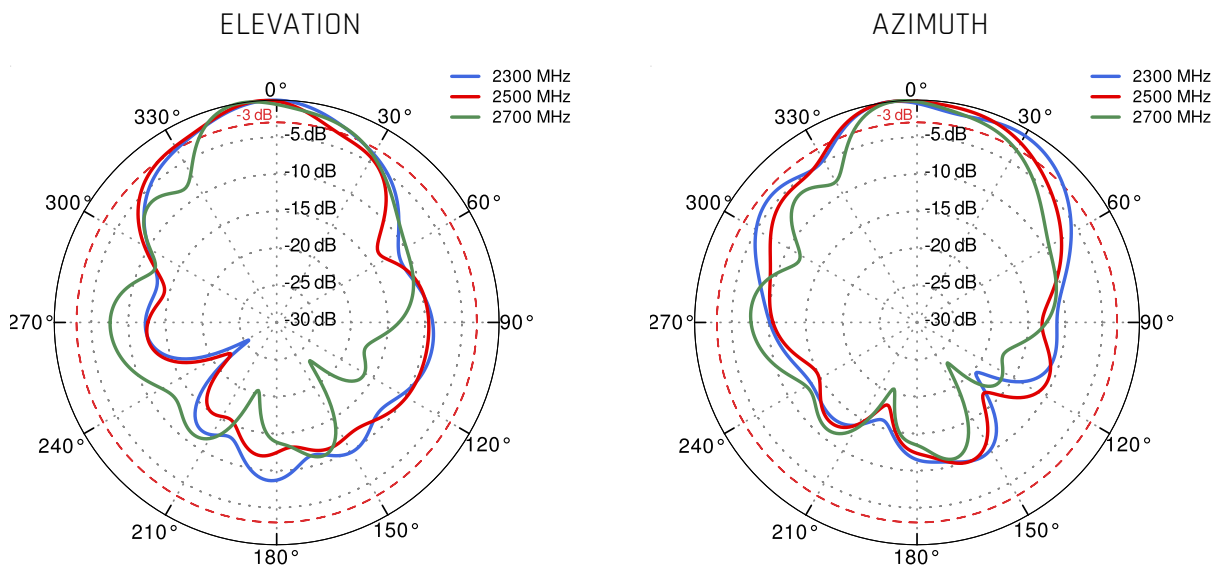 ELEVATION
2300 MHz
2500 MHz
2700 MHz
0°
30°
60°
90°
120°
150°
180°
210°
240°
270°
300°
330°
-3 dB
-5 dB
-10 dB
-15 dB
-20 dB
-25 dB
-30 dB
AZIMUTH
2300 MHz
2500 MHz
2700 MHz
0°
30°
60°
90°
120°
150°
180°
210°
240°
270°
300°
330°
-3 dB
-5 dB
-10 dB
-15 dB
-20 dB
-25 dB
-30 dB